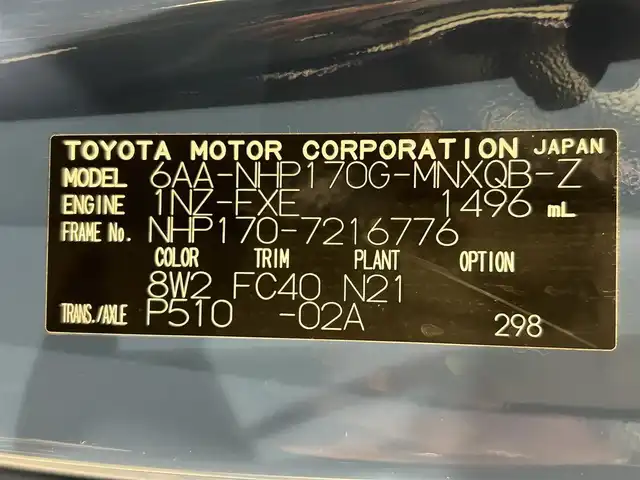 TOYOTA MOTOR CORPORATION JAPAN
MODEL 6AA-NHP170G-MNXQB-Z
ENGINE 1NZ-FXE 1496 mL
FRAME No. NHP170-7216776
COLOR TRIM PLANT OPTION
8W2 FC40 N21
TRANS./AXLE P510 -02A 298